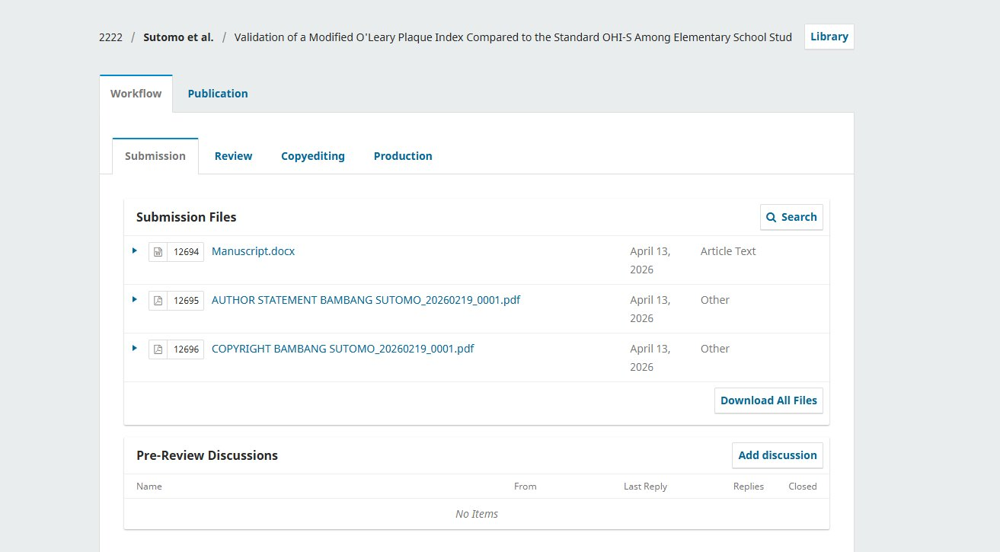 2222 / Sutomo et al. / Validation of a Modified O'Leary Plaque Index Compared to the Standard OHI-S Among Elementary School Stud
Library
Workflow
Publication
Submission
Review
Copyediting
Production
Submission Files
Search
12694 Manuscript.docx April 13, 2026 Article Text
12695 AUTHOR STATEMENT BAMBANG SUTOMO_20260219_0001.pdf April 13, 2026 Other
12696 COPYRIGHT BAMBANG SUTOMO_20260219_0001.pdf April 13, 2026 Other
Download All Files
Pre-Review Discussions
Add discussion
Name From Last Reply Replies Closed
No Items